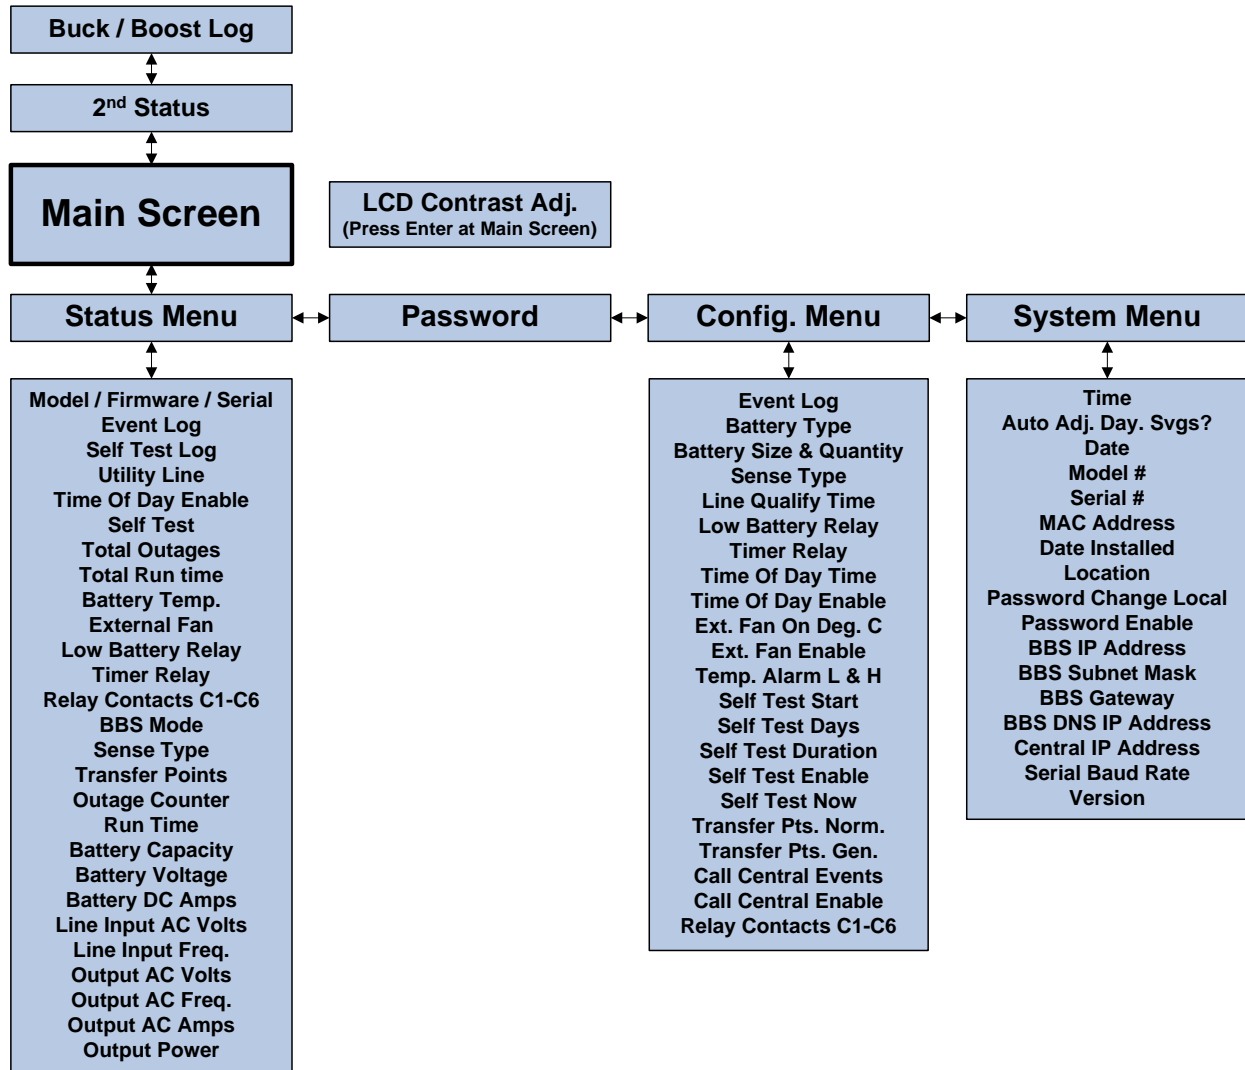 Buck / Boost Log
2nd Status
Main Screen
LCD Contrast Adj.
(Press Enter at Main Screen)
Status Menu
Password
Config. Menu
System Menu
Model / Firmware / Serial
Event Log
Self Test Log
Utility Line
Time Of Day Enable
Self Test
Total Outages
Total Run time
Battery Temp.
External Fan
Low Battery Relay
Timer Relay
Relay Contacts C1-C6
BBS Mode
Sense Type
Transfer Points
Outage Counter
Run Time
Battery Capacity
Battery Voltage
Battery DC Amps
Line Input AC Volts
Line Input Freq.
Output AC Volts
Output AC Freq.
Output AC Amps
Output Power
Event Log
Battery Type
Battery Size & Quantity
Sense Type
Line Qualify Time
Low Battery Relay
Timer Relay
Time Of Day Time
Time Of Day Enable
Ext. Fan On Deg. C
Ext. Fan Enable
Temp. Alarm L & H
Self Test Start
Self Test Days
Self Test Duration
Self Test Enable
Self Test Now
Transfer Pts. Norm.
Transfer Pts. Gen.
Call Central Events
Call Central Enable
Relay Contacts C1-C6
Time
Auto Adj. Day. Svgs?
Date
Model #
Serial #
MAC Address
Date Installed
Location
Password Change Local
Password Enable
BBS IP Address
BBS Subnet Mask
BBS Gateway
BBS DNS IP Address
Central IP Address
Serial Baud Rate
Version